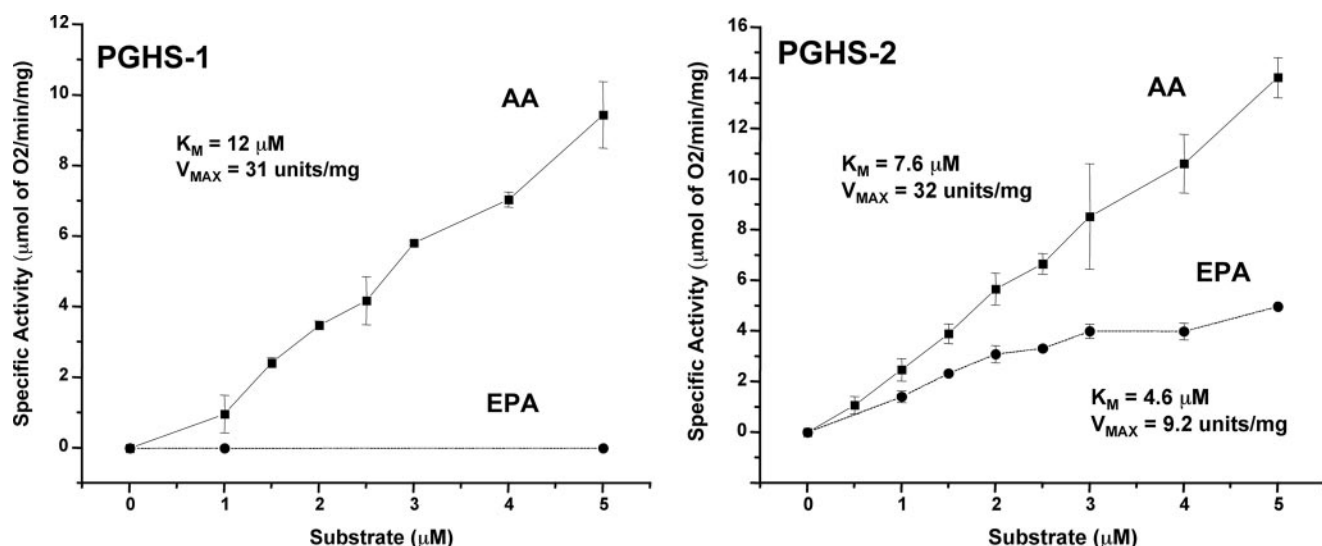 PGHS-1
AA
K_M = 12 μM
V_MAX = 31 units/mg
EPA
Specific Activity (μmol of O2/min/mg)
12
10
8
6
4
2
0
0 1 2 3 4 5
Substrate (μM)
PGHS-2
AA
K_M = 7.6 μM
V_MAX = 32 units/mg
EPA
K_M = 4.6 μM
V_MAX = 9.2 units/mg
Specific Activity (μmol of O2/min/mg)
16
14
12
10
8
6
4
2
0
0 1 2 3 4 5
Substrate (μM)